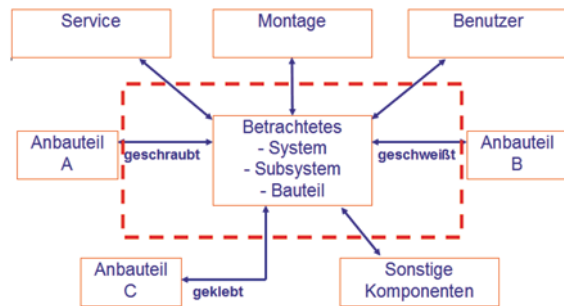 Service
Montage
Benutzer
Anbauteil
A
geschraubt
Betrachtetes
- System
- Subsystem
- Bauteil
geschweißt
Anbauteil
B
Anbauteil
C
geklebt
Sonstige
Komponenten